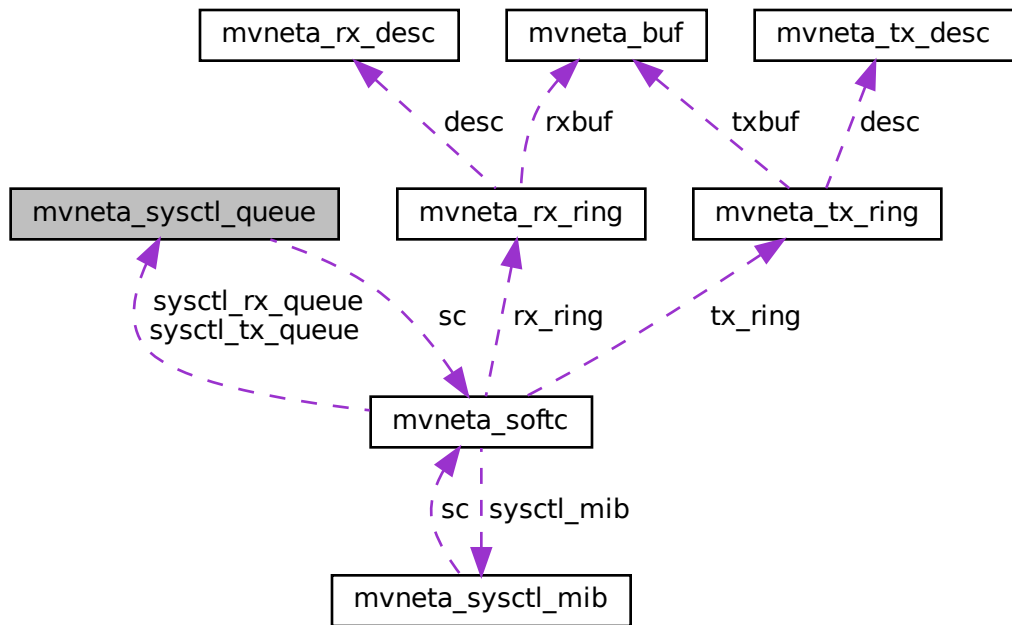 mvneta_rx_desc
mvneta_buf
mvneta_tx_desc
desc
rxbuf
txbuf
desc
mvneta_sysctl_queue
mvneta_rx_ring
mvneta_tx_ring
sysctl_rx_queue
sysctl_tx_queue
sc
rx_ring
tx_ring
mvneta_softc
sc
sysctl_mib
mvneta_sysctl_mib